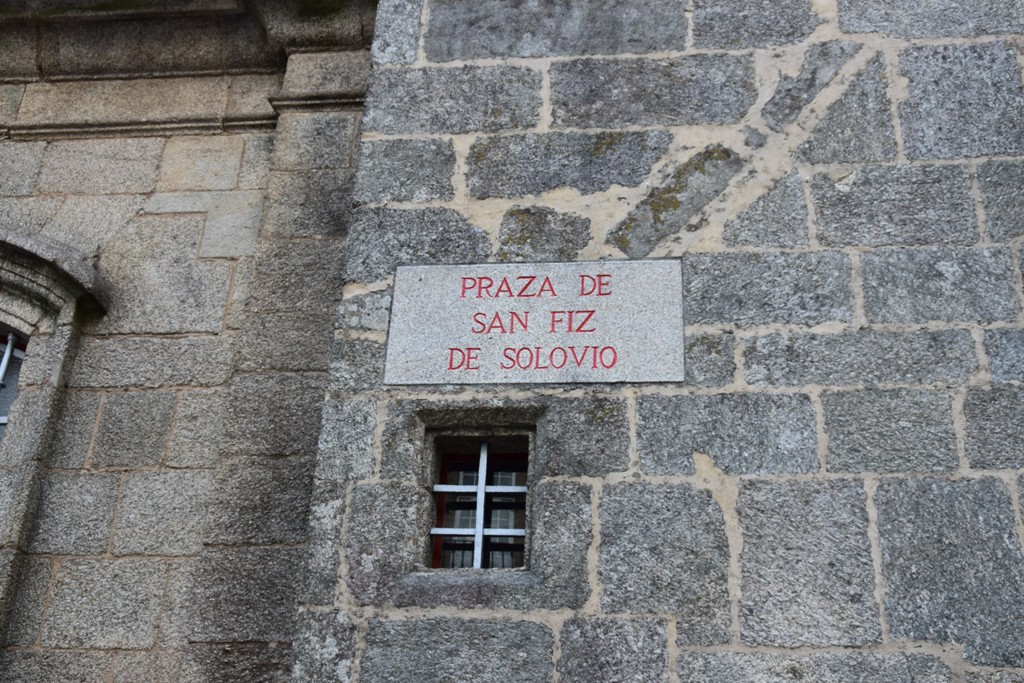 PRAZA DE
SAN FIZ
DE SOLOVIO